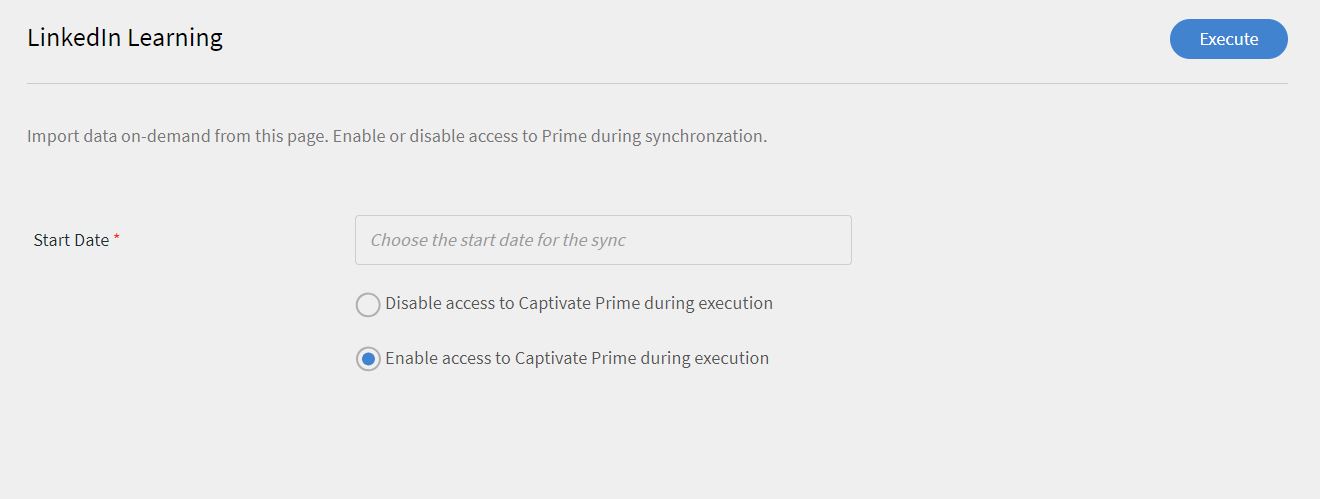 LinkedIn Learning
Execute
Import data on-demand from this page. Enable or disable access to Prime during synchronzation.
Start Date *
Choose the start date for the sync
Disable access to Captivate Prime during execution
Enable access to Captivate Prime during execution